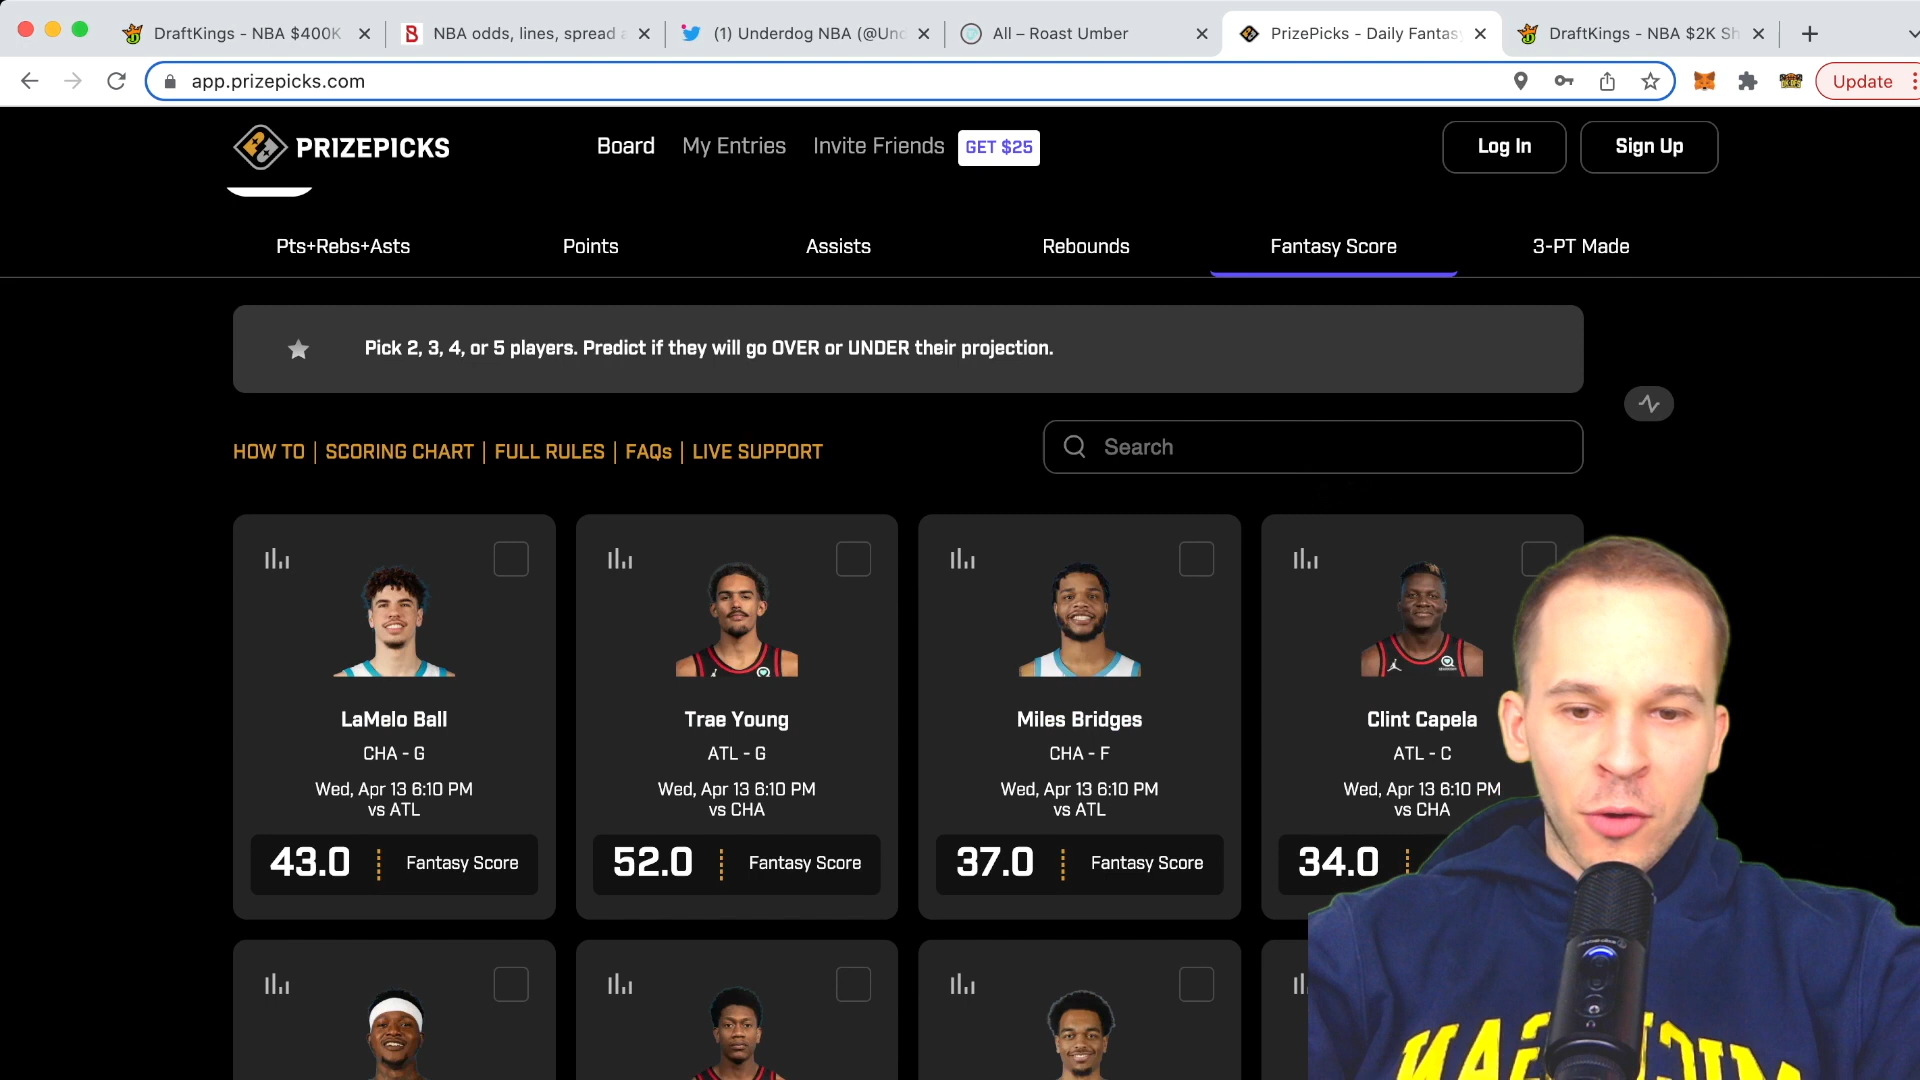 DraftKings - NBA $400K
NBA odds, lines, spread a
(1) Underdog NBA (@Und
All – Roast Umber
PrizePicks - Daily Fantasy
DraftKings - NBA $2K Sh
app.prizepicks.com
Update
PRIZEPICKS
Board
My Entries
Invite Friends
GET $25
Log In
Sign Up
Pts+Rebs+Asts
Points
Assists
Rebounds
Fantasy Score
3-PT Made
Pick 2, 3, 4, or 5 players. Predict if they will go OVER or UNDER their projection.
HOW TO | SCORING CHART | FULL RULES | FAQs | LIVE SUPPORT
Search
LaMelo Ball
CHA - G
Wed, Apr 13 6:10 PM
vs ATL
43.0
Fantasy Score
Trae Young
ATL - G
Wed, Apr 13 6:10 PM
vs CHA
52.0
Fantasy Score
Miles Bridges
CHA - F
Wed, Apr 13 6:10 PM
vs ATL
37.0
Fantasy Score
Clint Capela
ATL - C
Wed, Apr 13 6:10 PM
vs CHA
34.0